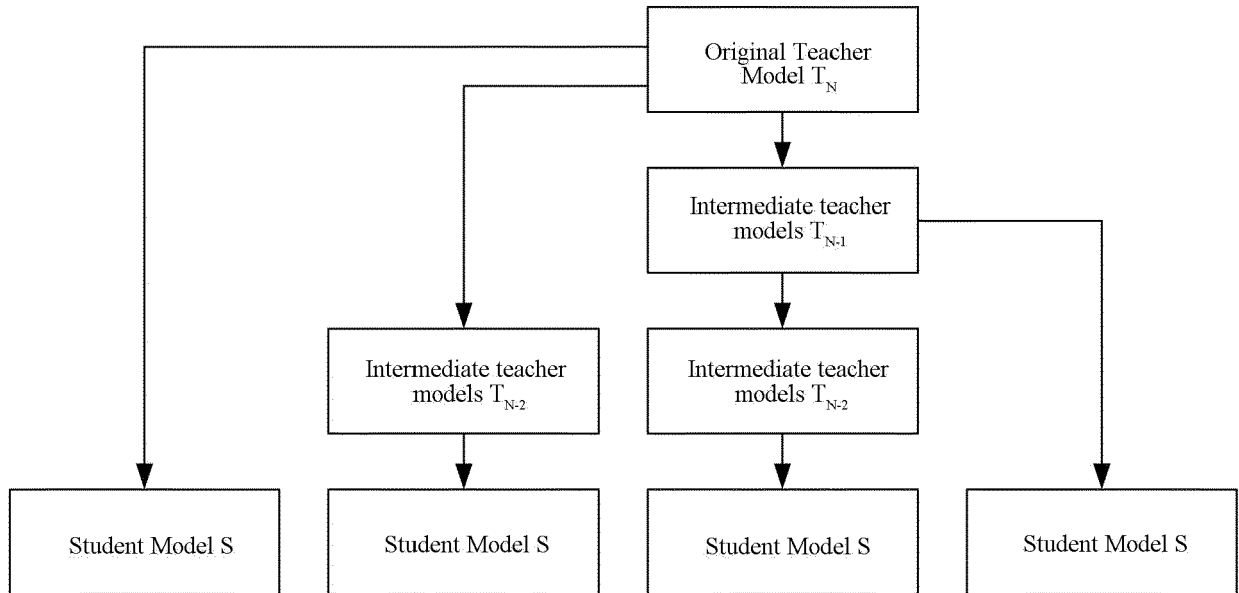 Original Teacher
Model T_N
Intermediate teacher
models T_N-1
Intermediate teacher
models T_N-2
Intermediate teacher
models T_N-2
Student Model S
Student Model S
Student Model S
Student Model S